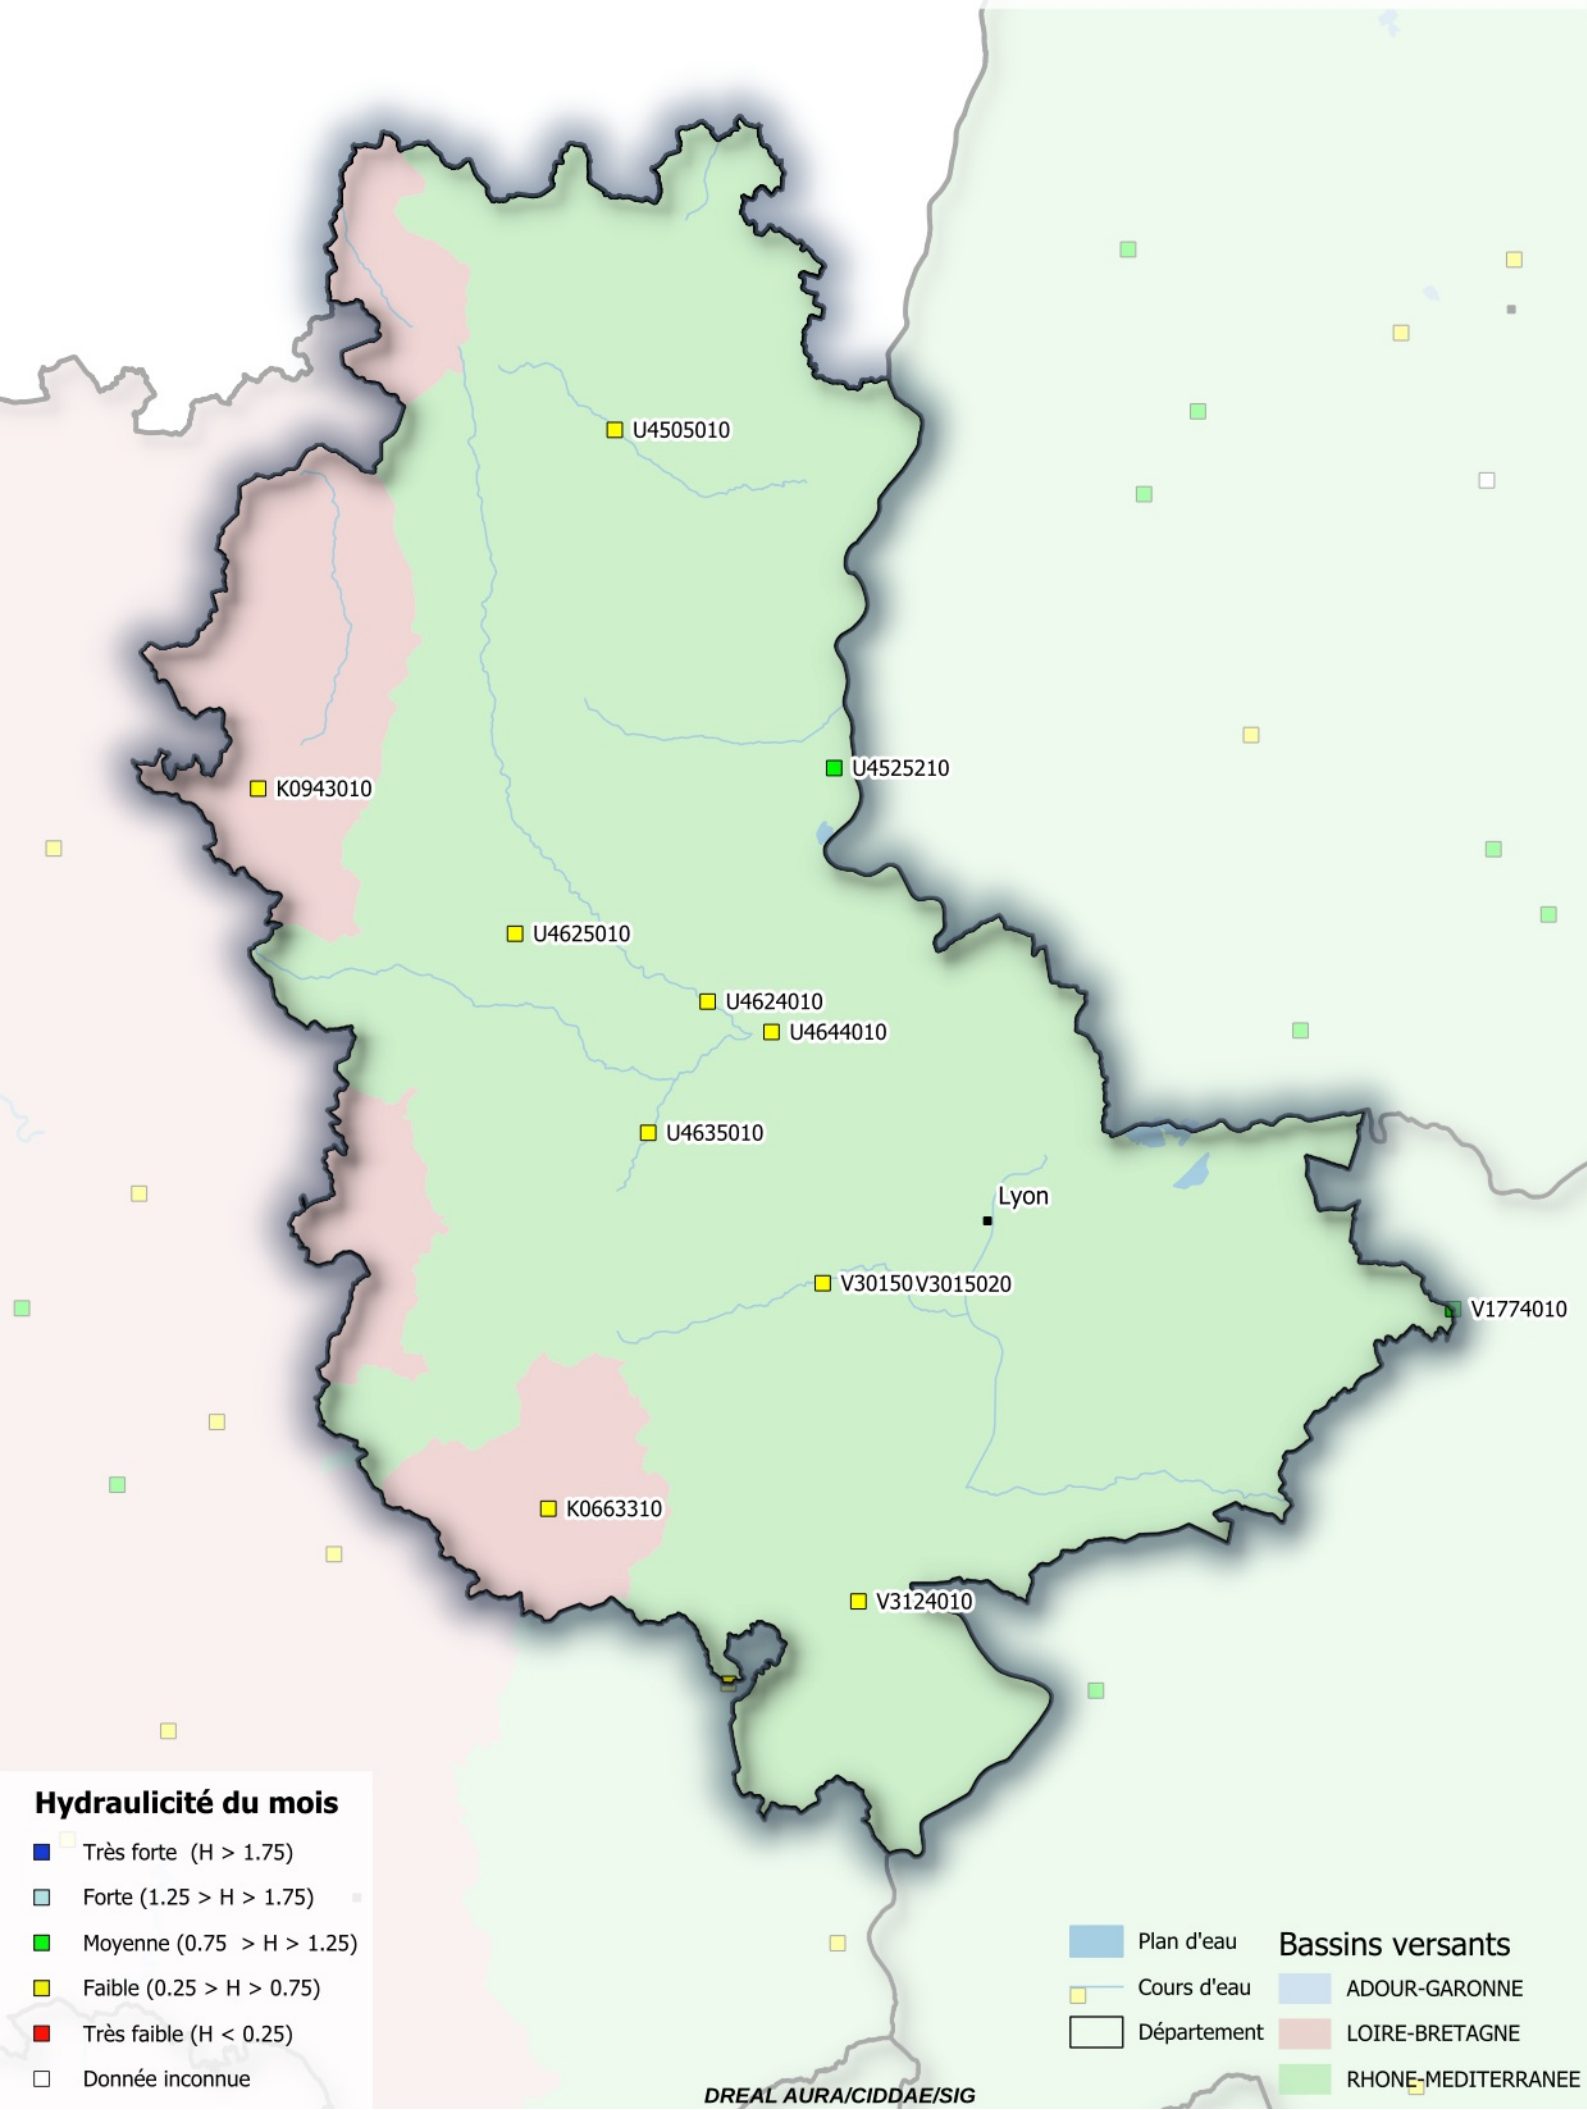 U4505010
U4525210
K0943010
U4625010
U4624010
U4644010
U4635010
Lyon
V30150
V3015020
V1774010
K0663310
V3124010
Hydraulicité du mois
Très forte (H > 1.75)
Forte (1.25 > H > 1.75)
Moyenne (0.75 > H > 1.25)
Faible (0.25 > H > 0.75)
Très faible (H < 0.25)
Donnée inconnue
Plan d'eau
Cours d'eau
Département
Bassins versants
ADOUR-GARONNE
LOIRE-BRETAGNE
RHONE-MEDITERRANEE
DREAL AURA/CIDDAE/SIG